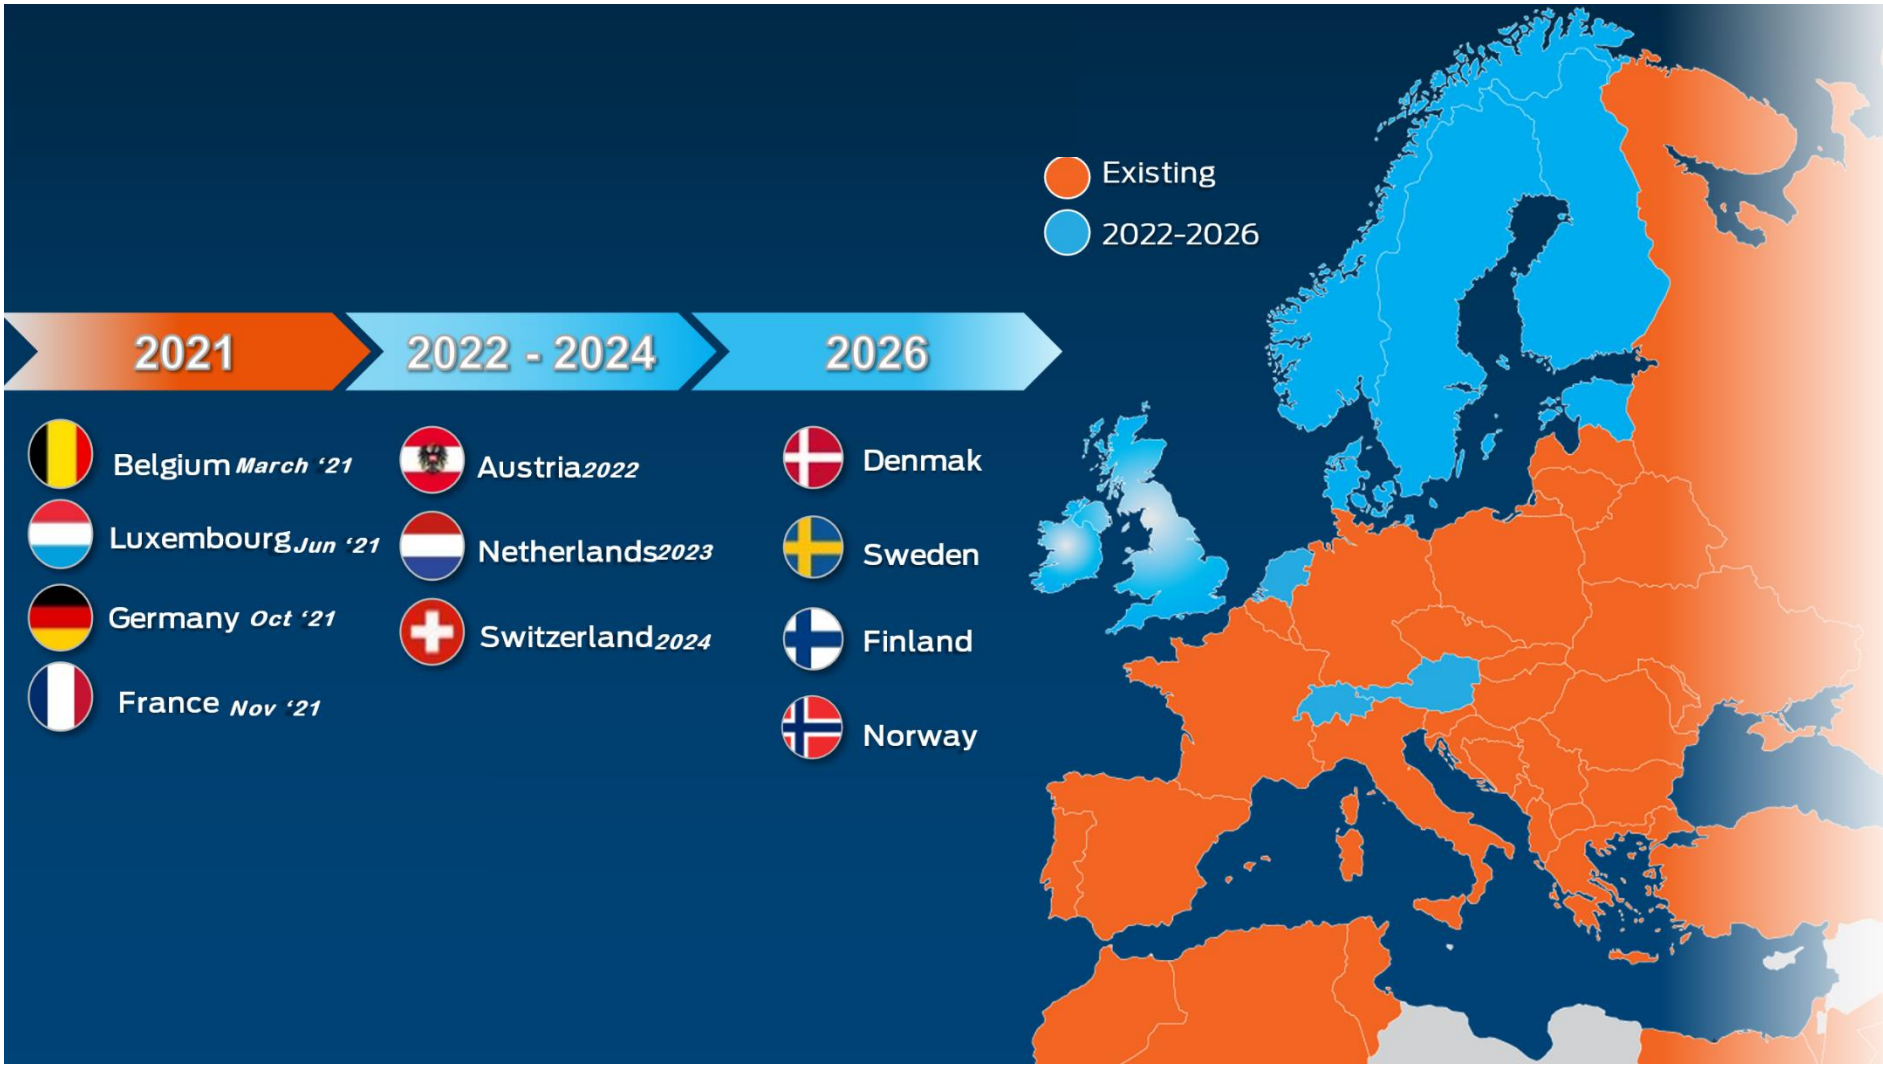 Existing
2022-2026
2021
2022 - 2024
2026
Belgium March ‘21
Luxembourg Jun ‘21
Germany Oct ‘21
France Nov ‘21
Austria 2022
Netherlands 2023
Switzerland 2024
Denmak
Sweden
Finland
Norway